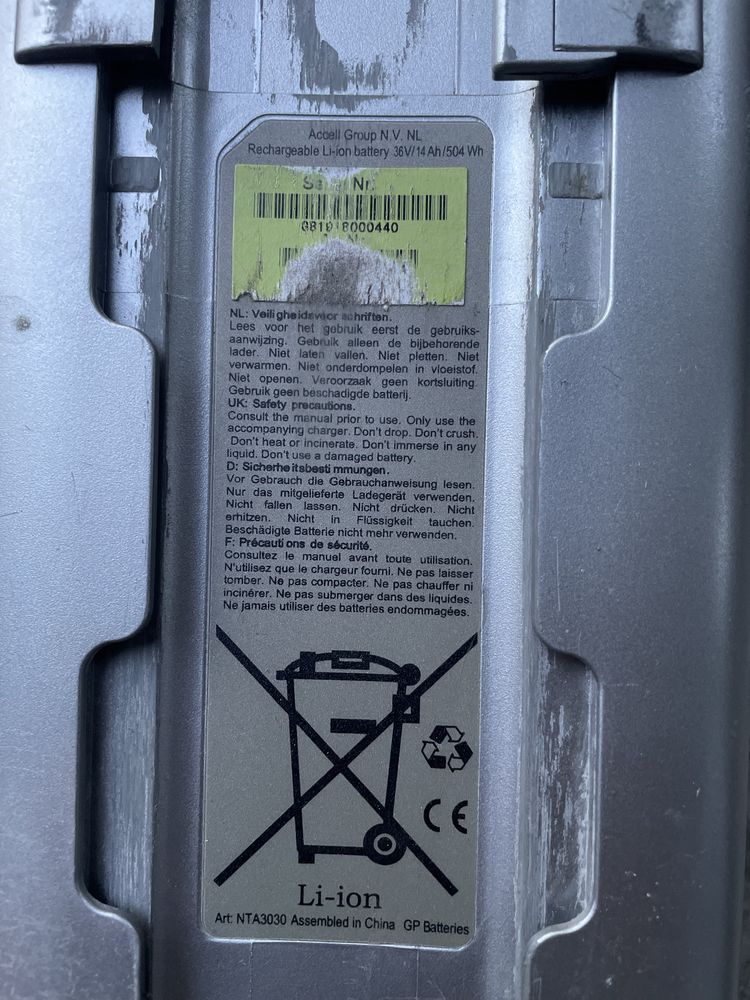 Accell Group N.V. NL
Rechargeable Li-ion battery 36V/14Ah/504 Wh
Nr.
8000440
NL: Veiligheidsvoorschriften.
Lees voor het gebruik eerst de gebruiks-
aanwijzing. Gebruik alleen de bijbehorende
lader. Niet laten vallen. Niet pletten. Niet
verwarmen. Niet onderdompelen in vloeistof.
Niet openen. Veroorzaak geen kortsluiting.
Gebruik geen beschadigde batterij.
UK: Safety precautions.
Consult the manual prior to use. Only use the
accompanying charger. Don't drop. Don't crush.
Don't heat or incinerate. Don't immerse in any
liquid. Don't use a damaged battery.
D: Sicherheitsbestimmungen.
Vor Gebrauch die Gebrauchanweisung lesen.
Nur das mitgelieferte Ladegerät verwenden.
Nicht fallen lassen. Nicht drücken. Nicht
erhitzen. Nicht in Flüssigkeit tauchen.
Beschädigte Batterie nicht mehr verwenden.
F: Précautions de sécurité.
Consultez le manuel avant toute utilisation.
N'utilisez que le chargeur fourni. Ne pas laisser
tomber. Ne pas compacter. Ne pas chauffer ni
incinérer. Ne pas submerger dans des liquides.
Ne jamais utiliser des batteries endommagées.
CE
Li-ion
Art: NTA3030 Assembled in China GP Batteries